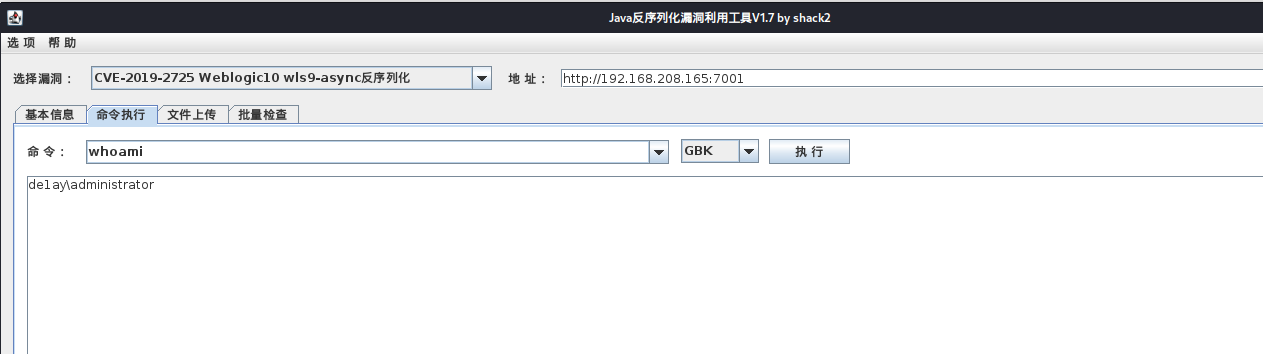 Java反序列化漏洞利用工具V1.7 by shack2
选项 帮助
选择漏洞： CVE-2019-2725 Weblogic10 wls9-async反序列化 地址： http://192.168.208.165:7001
基本信息 命令执行 文件上传 批量检查
命令： whoami GBK 执行
de1ay\administrator